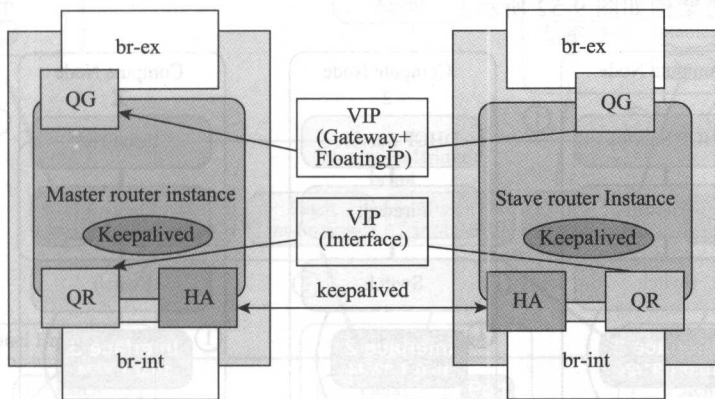 br-ex
QG
Master router instance
Keepalived
QR
HA
br-int
VIP
(Gateway+
FloatingIP)
VIP
(Interface)
keepalived
br-ex
QG
Stave router Instance
Keepalived
HA
QR
br-int